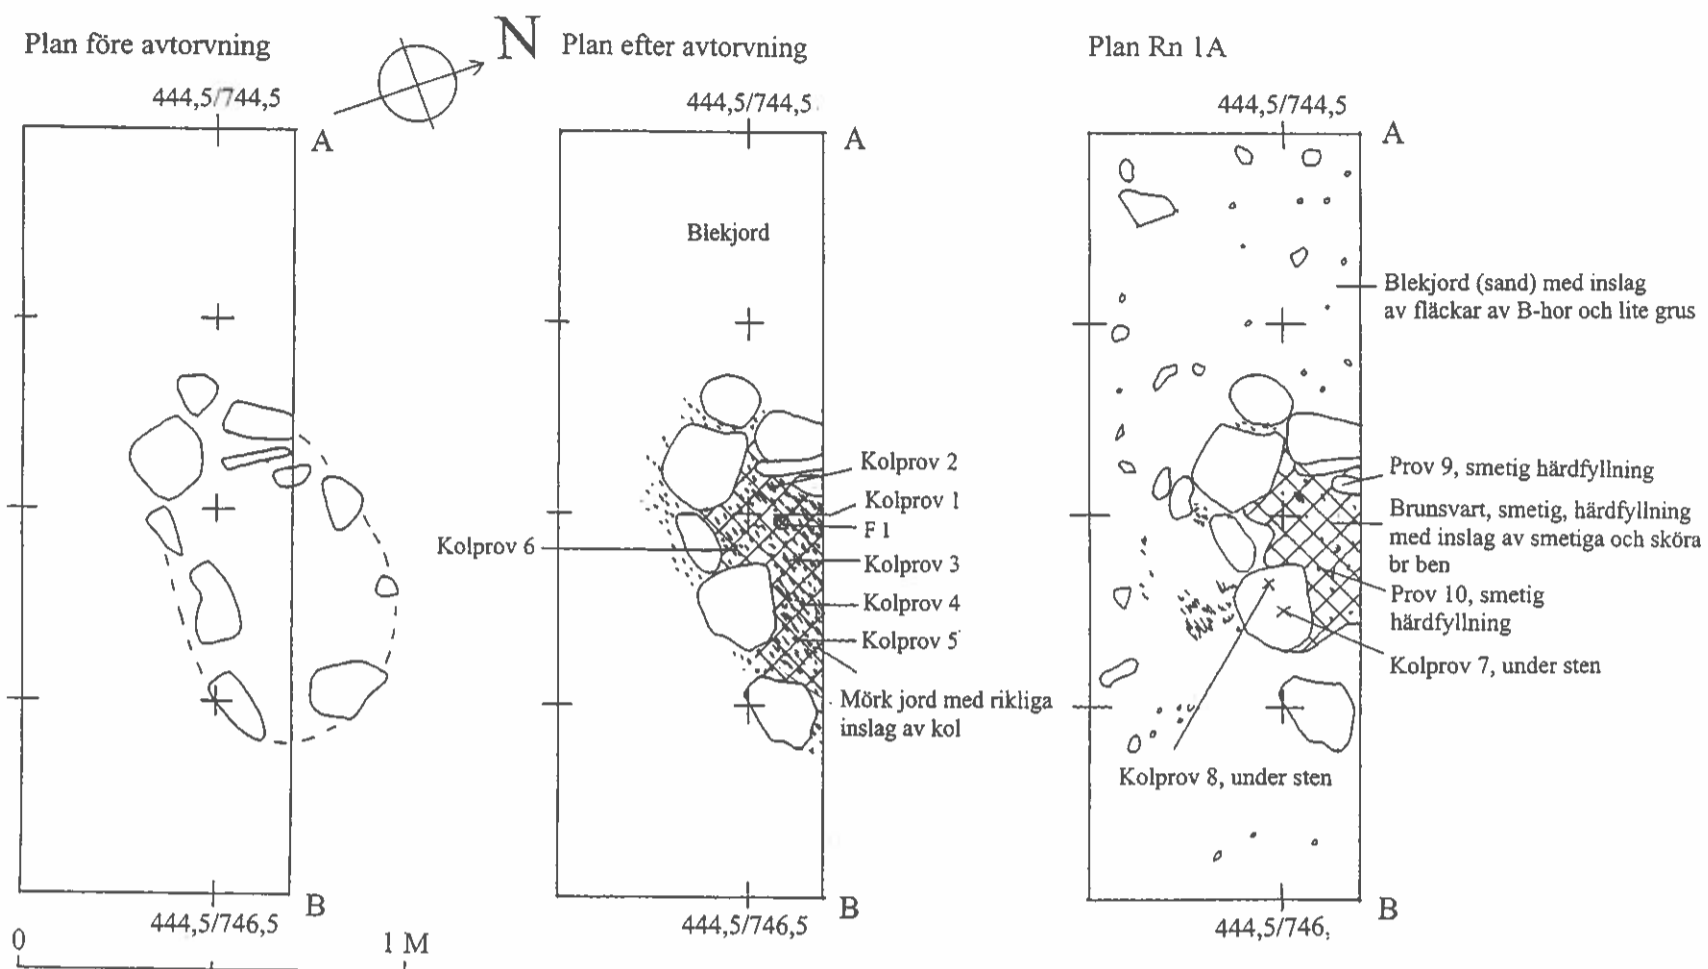 Plan före avtorvning
N
Plan efter avtorvning
Plan Rn 1A
444,5/744,5
444,5/744,5
444,5/744,5
A
A
A
Blekjord
Blekjord (sand) med inslag
av fläckar av B-hor och lite grus
Kolprov 2
Kolprov 1
F 1
Kolprov 6
Kolprov 3
Kolprov 4
Kolprov 5
Mörk jord med rikliga
inslag av kol
Prov 9, smetig härdfyllning
Brunsvart, smetig, härdfyllning
med inslag av smetiga och sköra
br ben
Prov 10, smetig
härdfyllning
Kolprov 7, under sten
Kolprov 8, under sten
B
B
B
444,5/746,5
444,5/746,5
444,5/746,
0
1 M